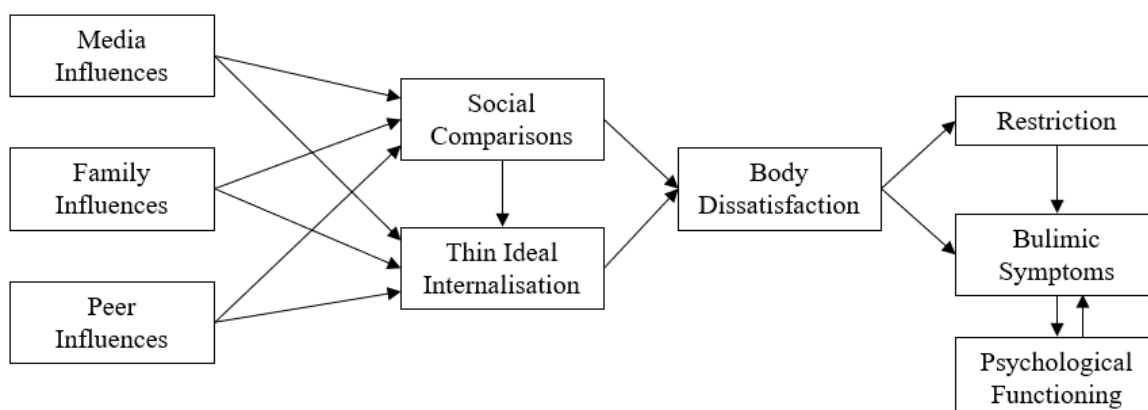 Media
Influences
Family
Influences
Peer
Influences
Social
Comparisons
Thin Ideal
Internalisation
Body
Dissatisfaction
Restriction
Bulimic
Symptoms
Psychological
Functioning